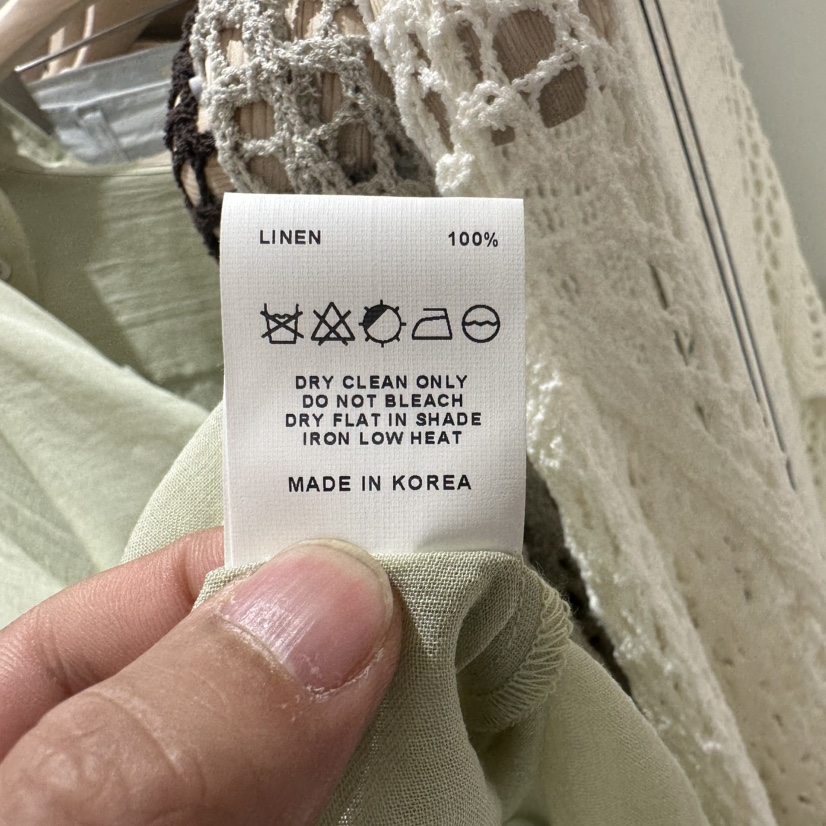 LINEN 100%
DRY CLEAN ONLY
DO NOT BLEACH
DRY FLAT IN SHADE
IRON LOW HEAT
MADE IN KOREA